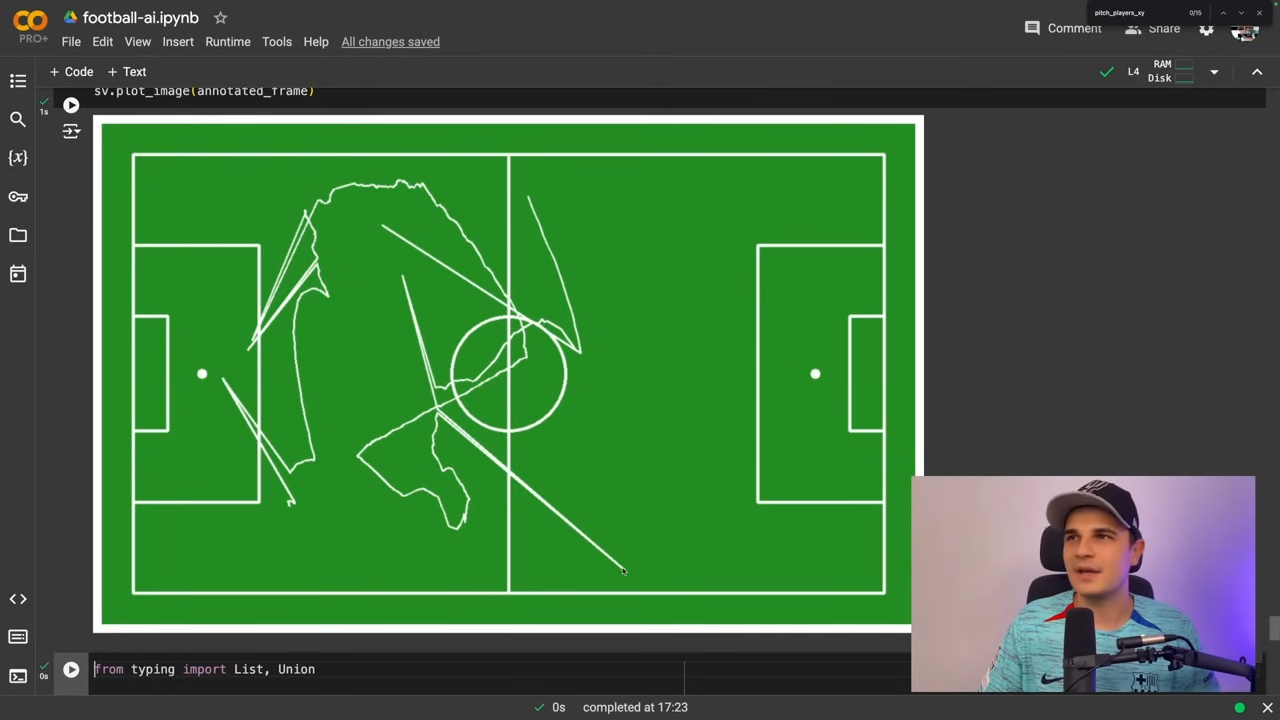 football-ai.ipynb
pitch_players_xy
0/15
PRO+
File Edit View Insert Runtime Tools Help All changes saved
Comment
Share
+ Code + Text
L4
RAM
Disk
1s
sv.plot_image(annotated_frame)
{x}
0s
from typing import List, Union
0s completed at 17:23